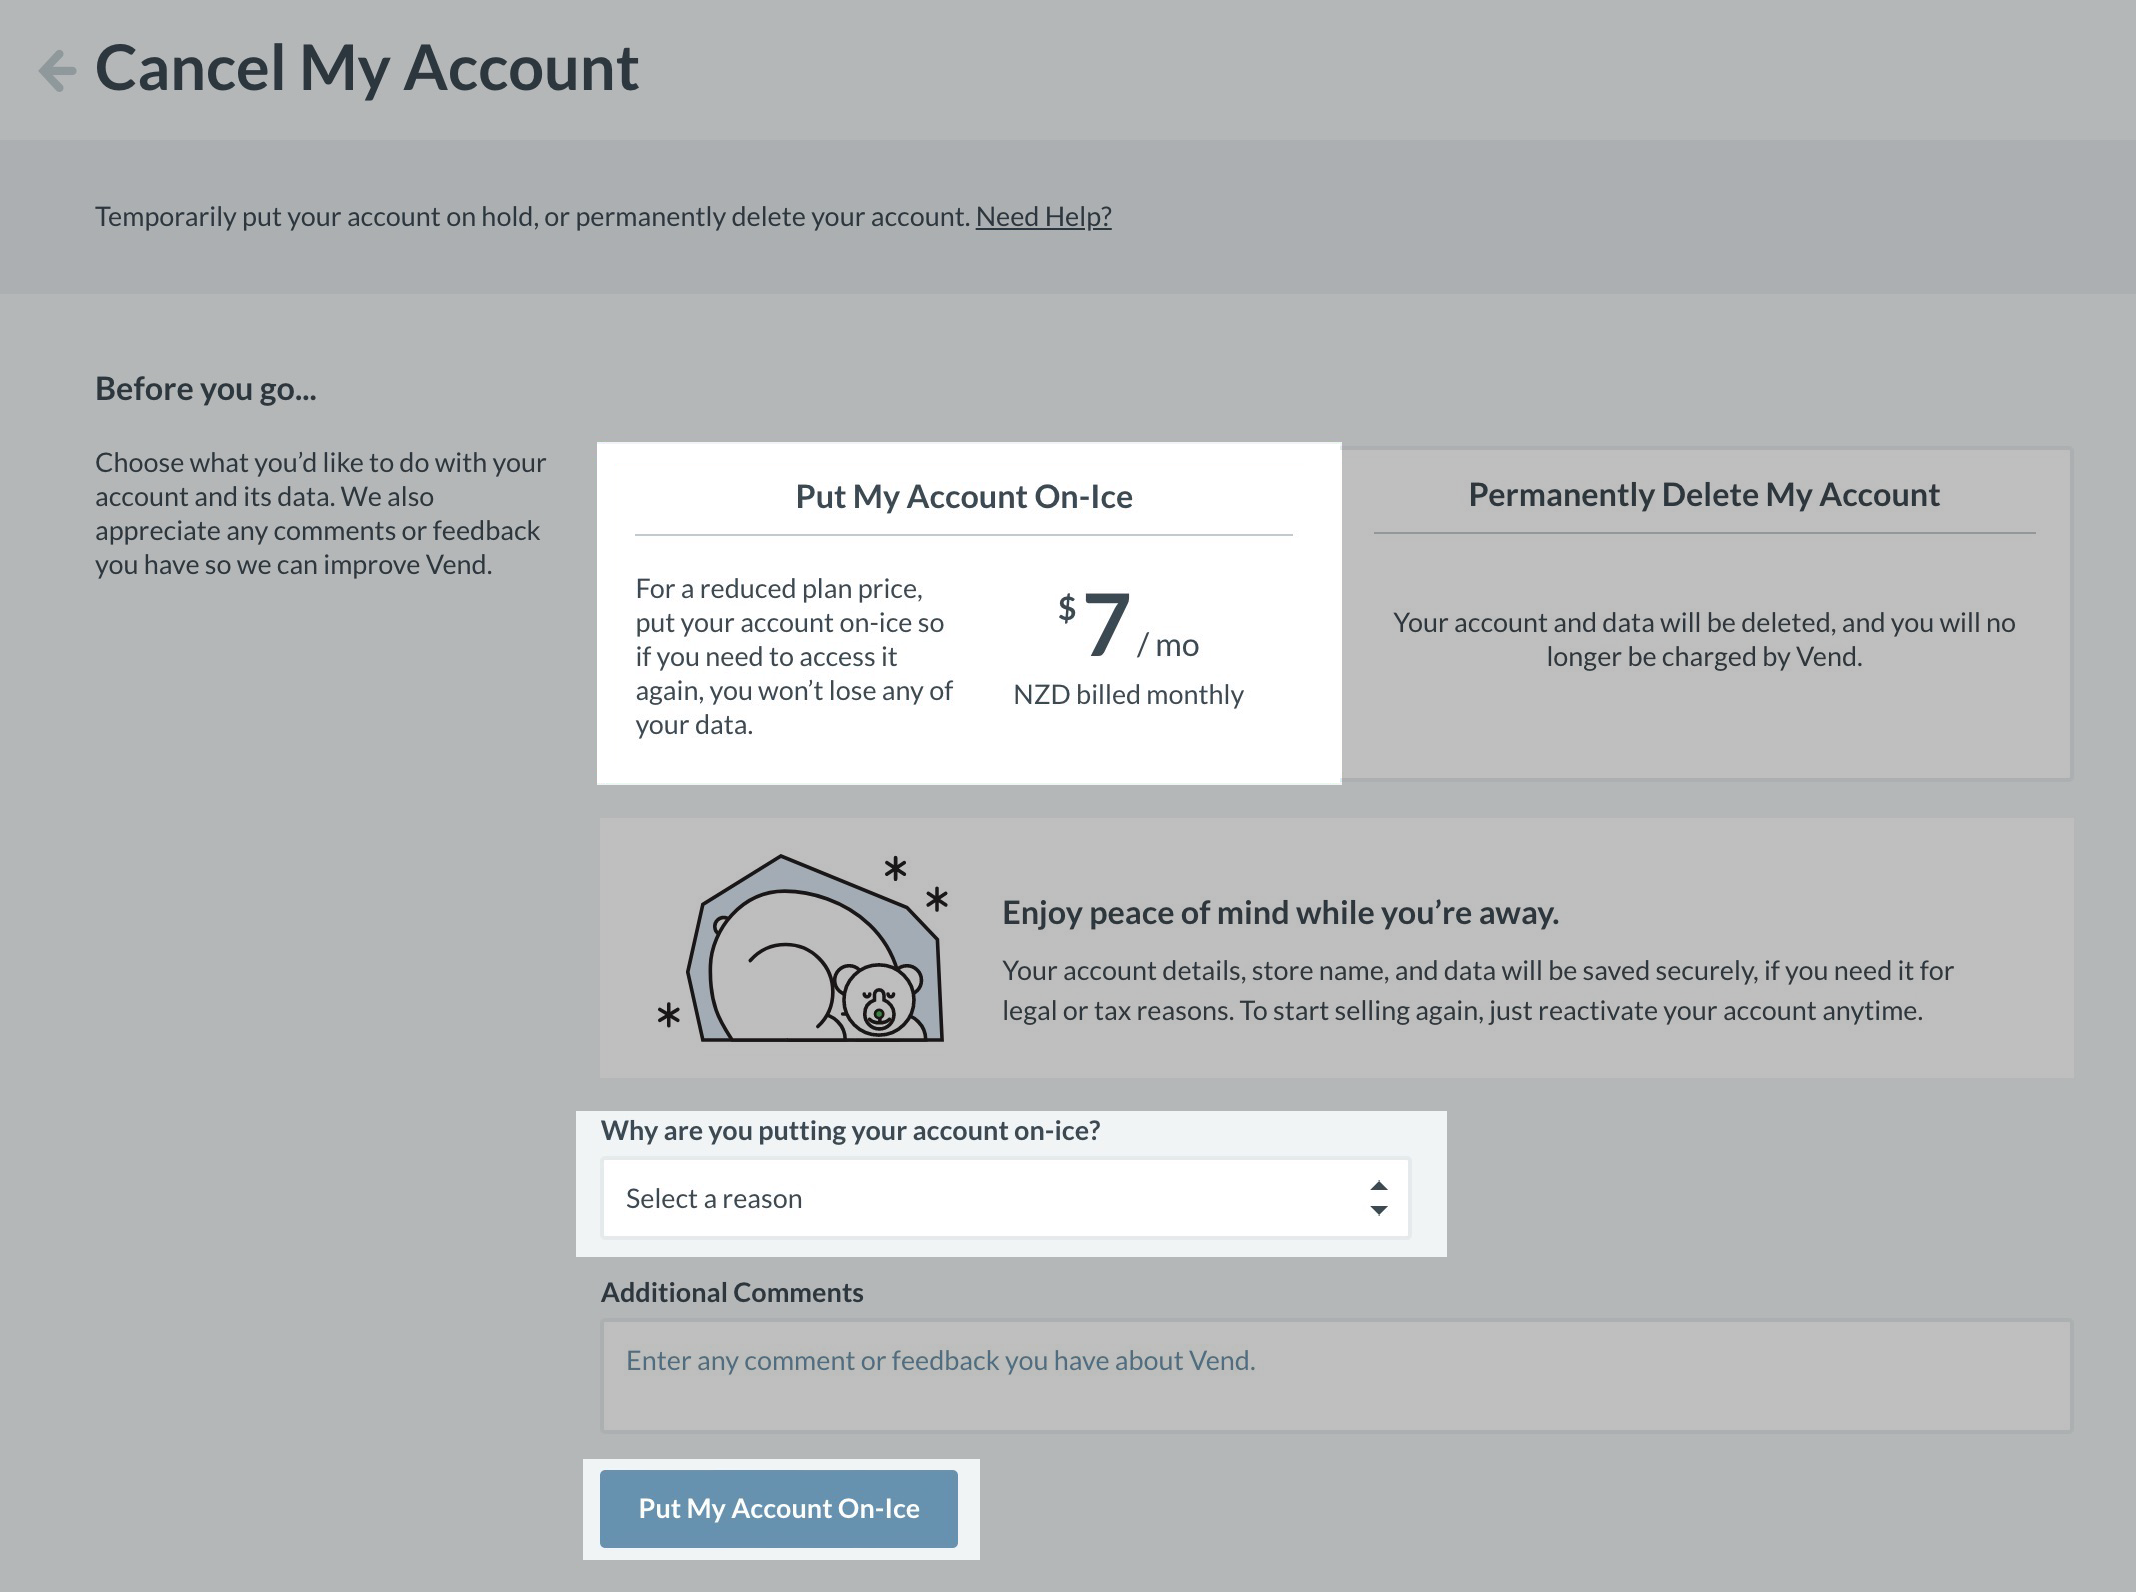 Cancel My Account
Temporarily put your account on hold, or permanently delete your account. Need Help?
Before you go...
Choose what you’d like to do with your
account and its data. We also
appreciate any comments or feedback
you have so we can improve Vend.
Put My Account On-Ice
For a reduced plan price,
put your account on-ice so
if you need to access it
again, you won’t lose any of
your data.
$7 / mo
NZD billed monthly
Permanently Delete My Account
Your account and data will be deleted, and you will no
longer be charged by Vend.
Enjoy peace of mind while you’re away.
Your account details, store name, and data will be saved securely, if you need it for
legal or tax reasons. To start selling again, just reactivate your account anytime.
Why are you putting your account on-ice?
Select a reason
Additional Comments
Enter any comment or feedback you have about Vend.
Put My Account On-Ice